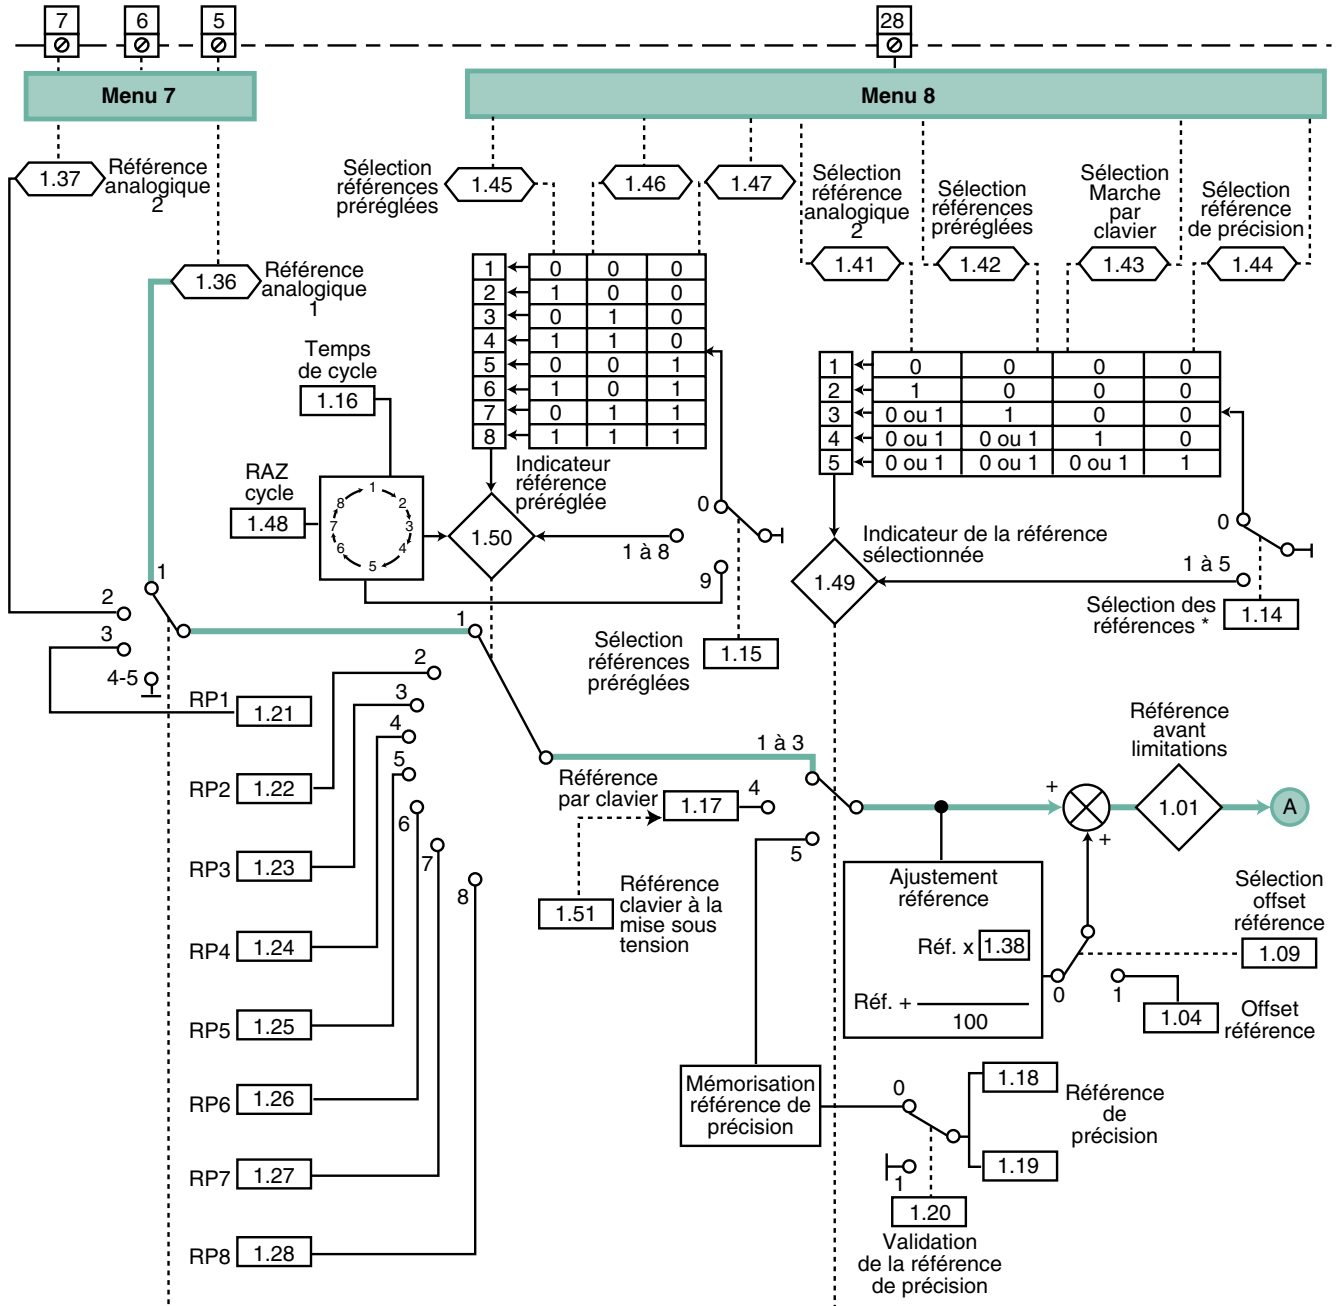 7 6 5 28
Menu 7
Menu 8
1.37
Référence
analogique
2
1.36
Référence
analogique
1
Sélection
références
préréglées
1.45
1.46
1.47
Sélection
référence
analogique
2
1.41
Sélection
références
préréglées
1.42
Sélection
Marche
par
clavier
1.43
Sélection
référence
de précision
1.44
1 0 0 0
2 1 0 0
3 0 1 0
4 1 1 0
5 0 0 1
6 1 0 1
7 0 1 1
8 1 1 1
1 0 0 0 0
2 1 0 0 0
3 0 ou 1 1 0 0
4 0 ou 1 0 ou 1 1 0
5 0 ou 1 0 ou 1 0 ou 1 1
Temps
de cycle
1.16
RAZ
cycle
1.48
1
2
3
4
5
6
7
8
Indicateur
référence
préréglée
1.50
0
1 à 8
9
Sélection
références
préréglées
1.15
Indicateur de la référence
sélectionnée
1.49
0
1 à 5
Sélection des
références *
1.14
1
2
3
4-5
RP1 1.21
RP2 1.22
RP3 1.23
RP4 1.24
RP5 1.25
RP6 1.26
RP7 1.27
RP8 1.28
1
2
3
4
5
6
7
8
1 à 3
4
5
Référence
par clavier
1.17
1.51
Référence
clavier à la
mise sous
tension
Référence
avant
limitations
+
+
1.01
A
Ajustement
référence
Réf. x 1.38
Réf. +
100
0
1
Sélection
offset
référence
1.09
1.04
Offset
référence
Mémorisation
référence de
précision
0
1
1.18
1.19
Référence
de
précision
1.20
Validation
de la référence
de précision